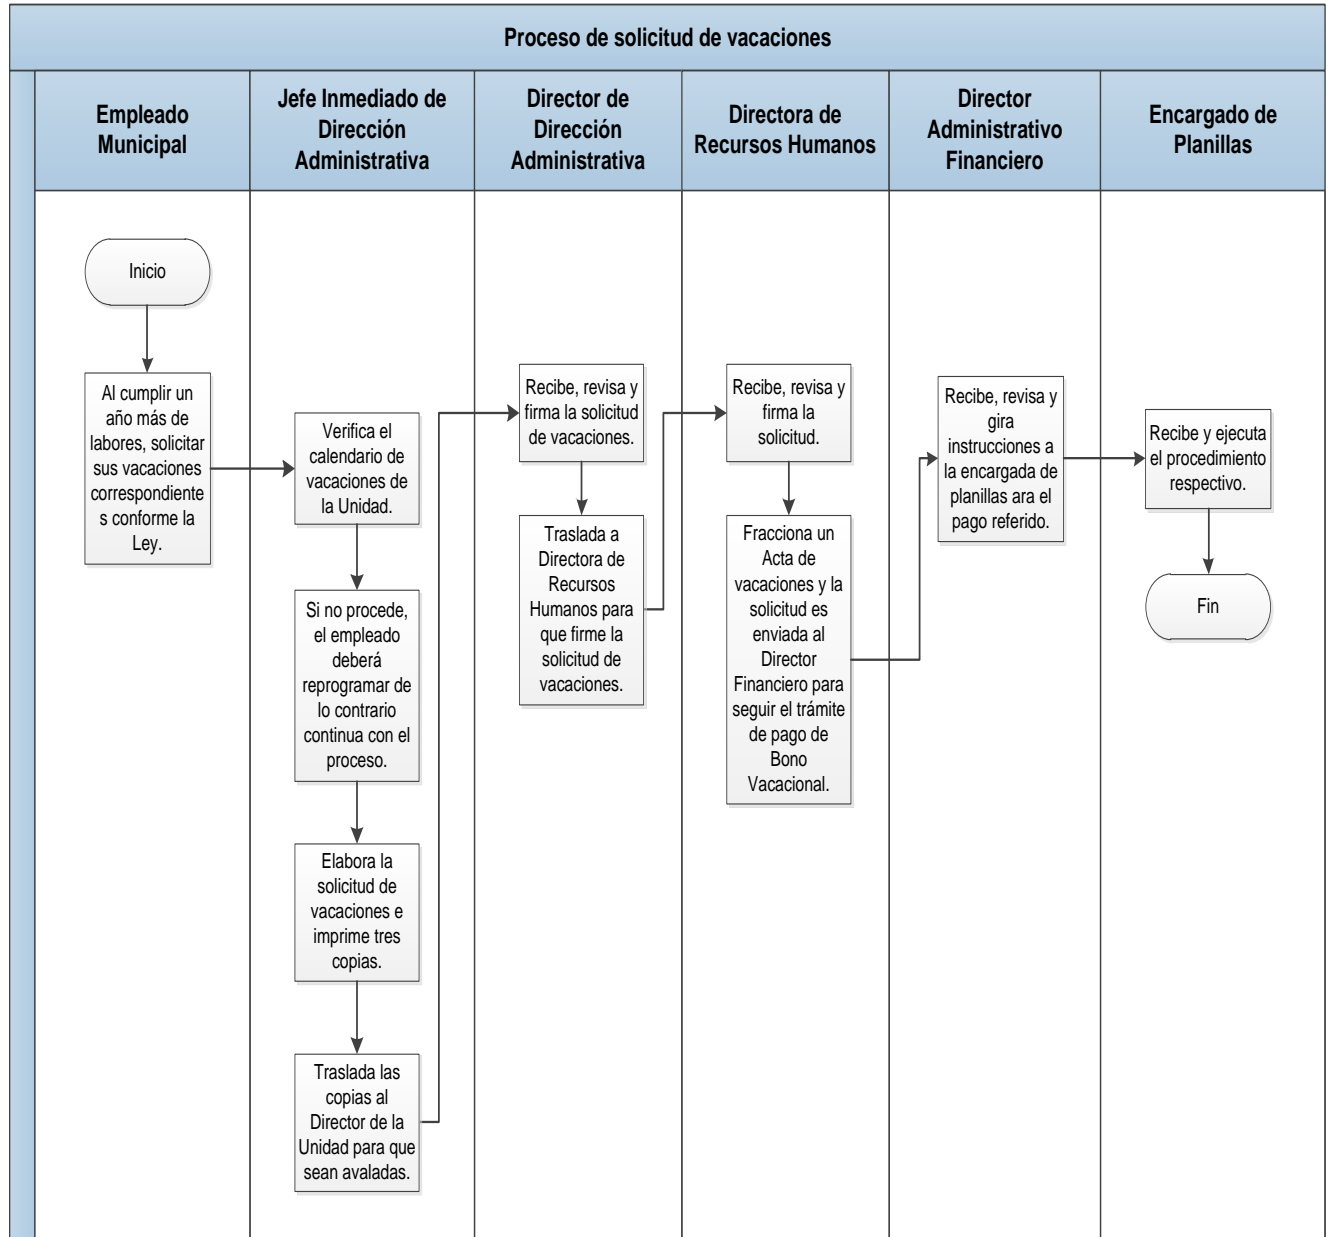 Proceso de solicitud de vacaciones
Empleado
Municipal
Jefe Inmediado de
Dirección
Administrativa
Director de
Dirección
Administrativa
Directora de
Recursos Humanos
Director
Administrativo
Financiero
Encargado de
Planillas
Inicio
Al cumplir un
año más de
labores, solicitar
sus vacaciones
correspondiente
s conforme la
Ley.
Verifica el
calendario de
vacaciones de
la Unidad.
Si no procede,
el empleado
deberá
reprogramar de
lo contrario
continua con el
proceso.
Elabora la
solicitud de
vacaciones e
imprime tres
copias.
Traslada las
copias al
Director de la
Unidad para que
sean avaladas.
Recibe, revisa y
firma la solicitud
de vacaciones.
Traslada a
Directora de
Recursos
Humanos para
que firme la
solicitud de
vacaciones.
Recibe, revisa y
firma la
solicitud.
Fracciona un
Acta de
vacaciones y la
solicitud es
enviada al
Director
Financiero para
seguir el trámite
de pago de
Bono
Vacacional.
Recibe, revisa y
gira
instrucciones a
la encargada de
planillas ara el
pago referido.
Recibe y ejecuta
el procedimiento
respectivo.
Fin